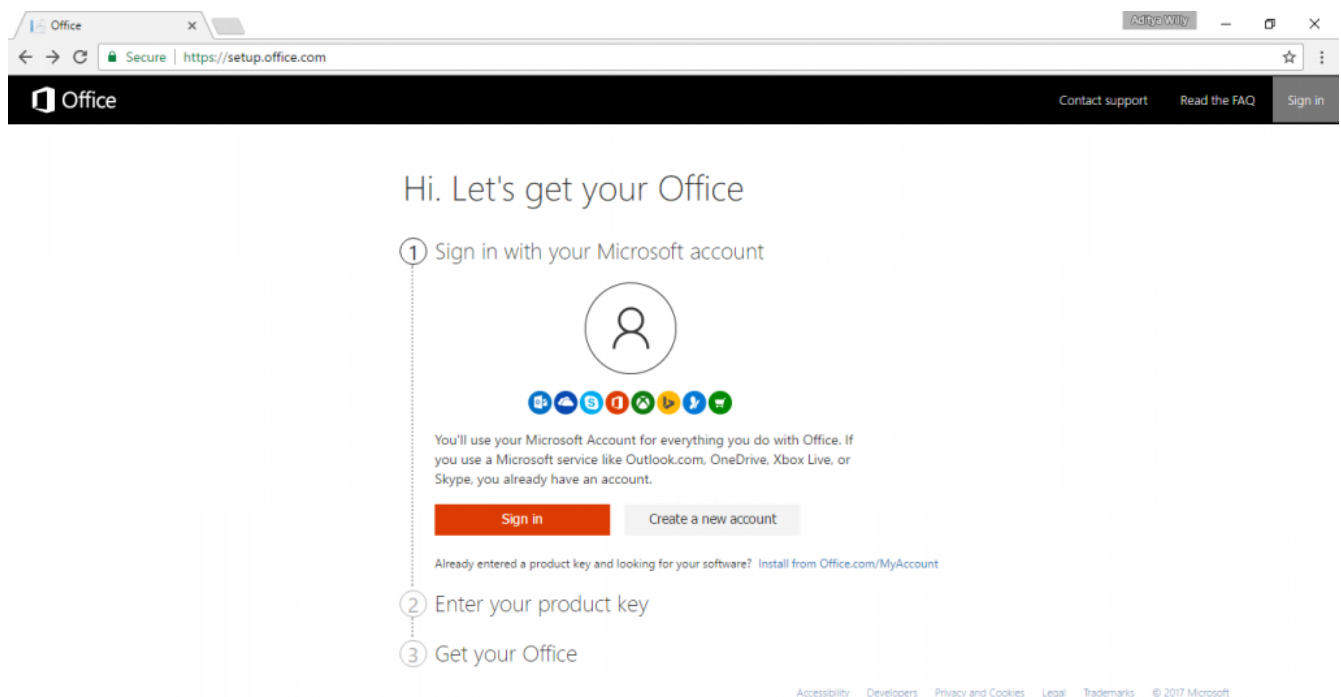 Office
Aditya Willy
Secure | https://setup.office.com
Office
Contact support Read the FAQ Sign in
Hi. Let's get your Office
1 Sign in with your Microsoft account
You'll use your Microsoft Account for everything you do with Office. If
you use a Microsoft service like Outlook.com, OneDrive, Xbox Live, or
Skype, you already have an account.
Sign in Create a new account
Already entered a product key and looking for your software? Install from Office.com/MyAccount
2 Enter your product key
3 Get your Office
Accessibility Developers Privacy and Cookies Legal Trademarks © 2017 Microsoft